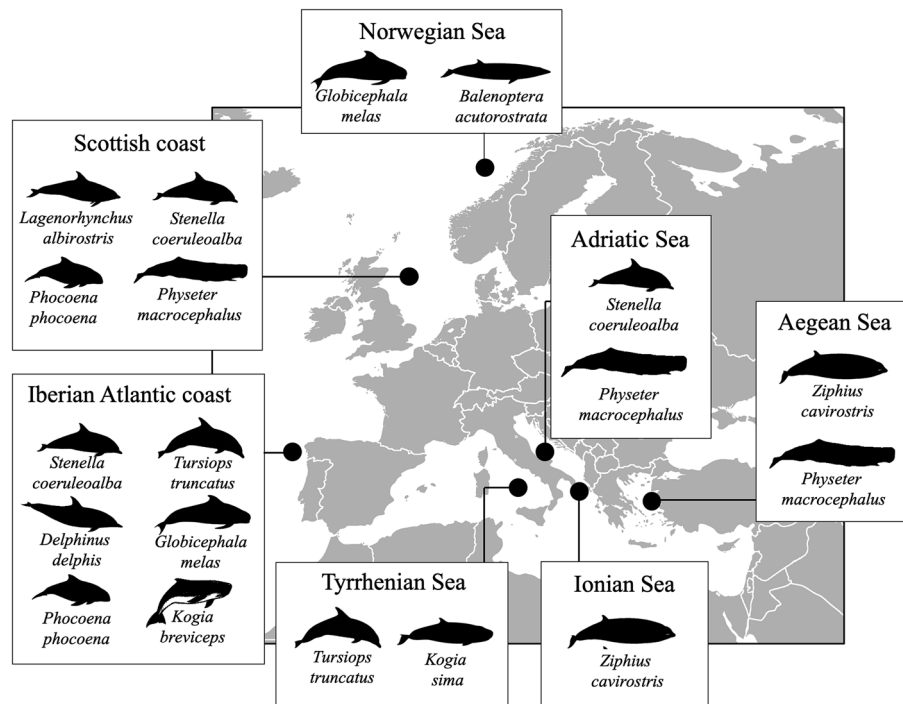 Norwegian Sea
Globicephala
melas
Balenoptera
acutorostrata
Scottish coast
Lagenorhynchus
albirostris
Stenella
coeruleoalba
Phocoena
phocoena
Physeter
macrocephalus
Adriatic Sea
Stenella
coeruleoalba
Physeter
macrocephalus
Aegean Sea
Ziphius
cavirostris
Physeter
macrocephalus
Iberian Atlantic coast
Stenella
coeruleoalba
Tursiops
truncatus
Delphinus
delphis
Globicephala
melas
Phocoena
phocoena
Kogia
breviceps
Tyrrhenian Sea
Tursiops
truncatus
Kogia
sima
Ionian Sea
Ziphius
cavirostris